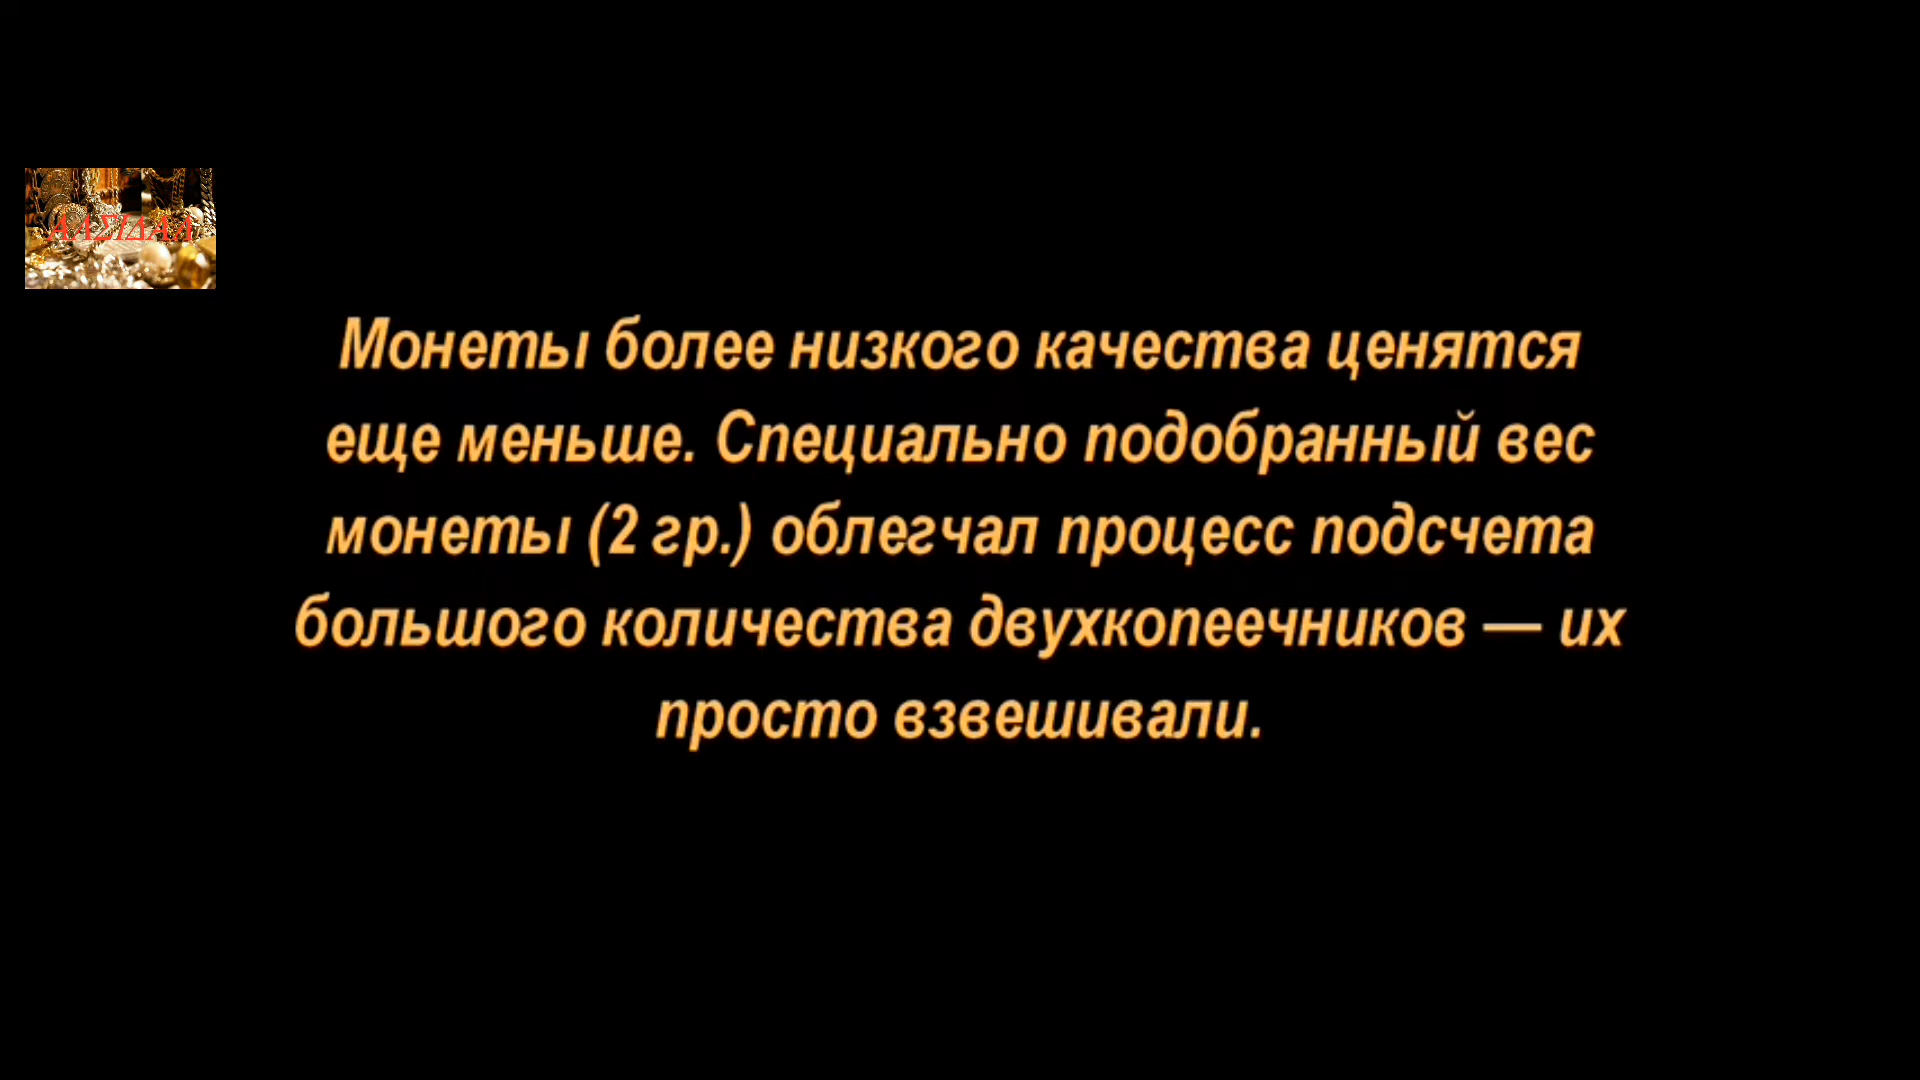 Монеты более низкого качества ценятся
еще меньше. Специально подобранный вес
монеты (2 гр.) облегчал процесс подсчета
большого количества двухкопеечников — их
просто взвешивали.